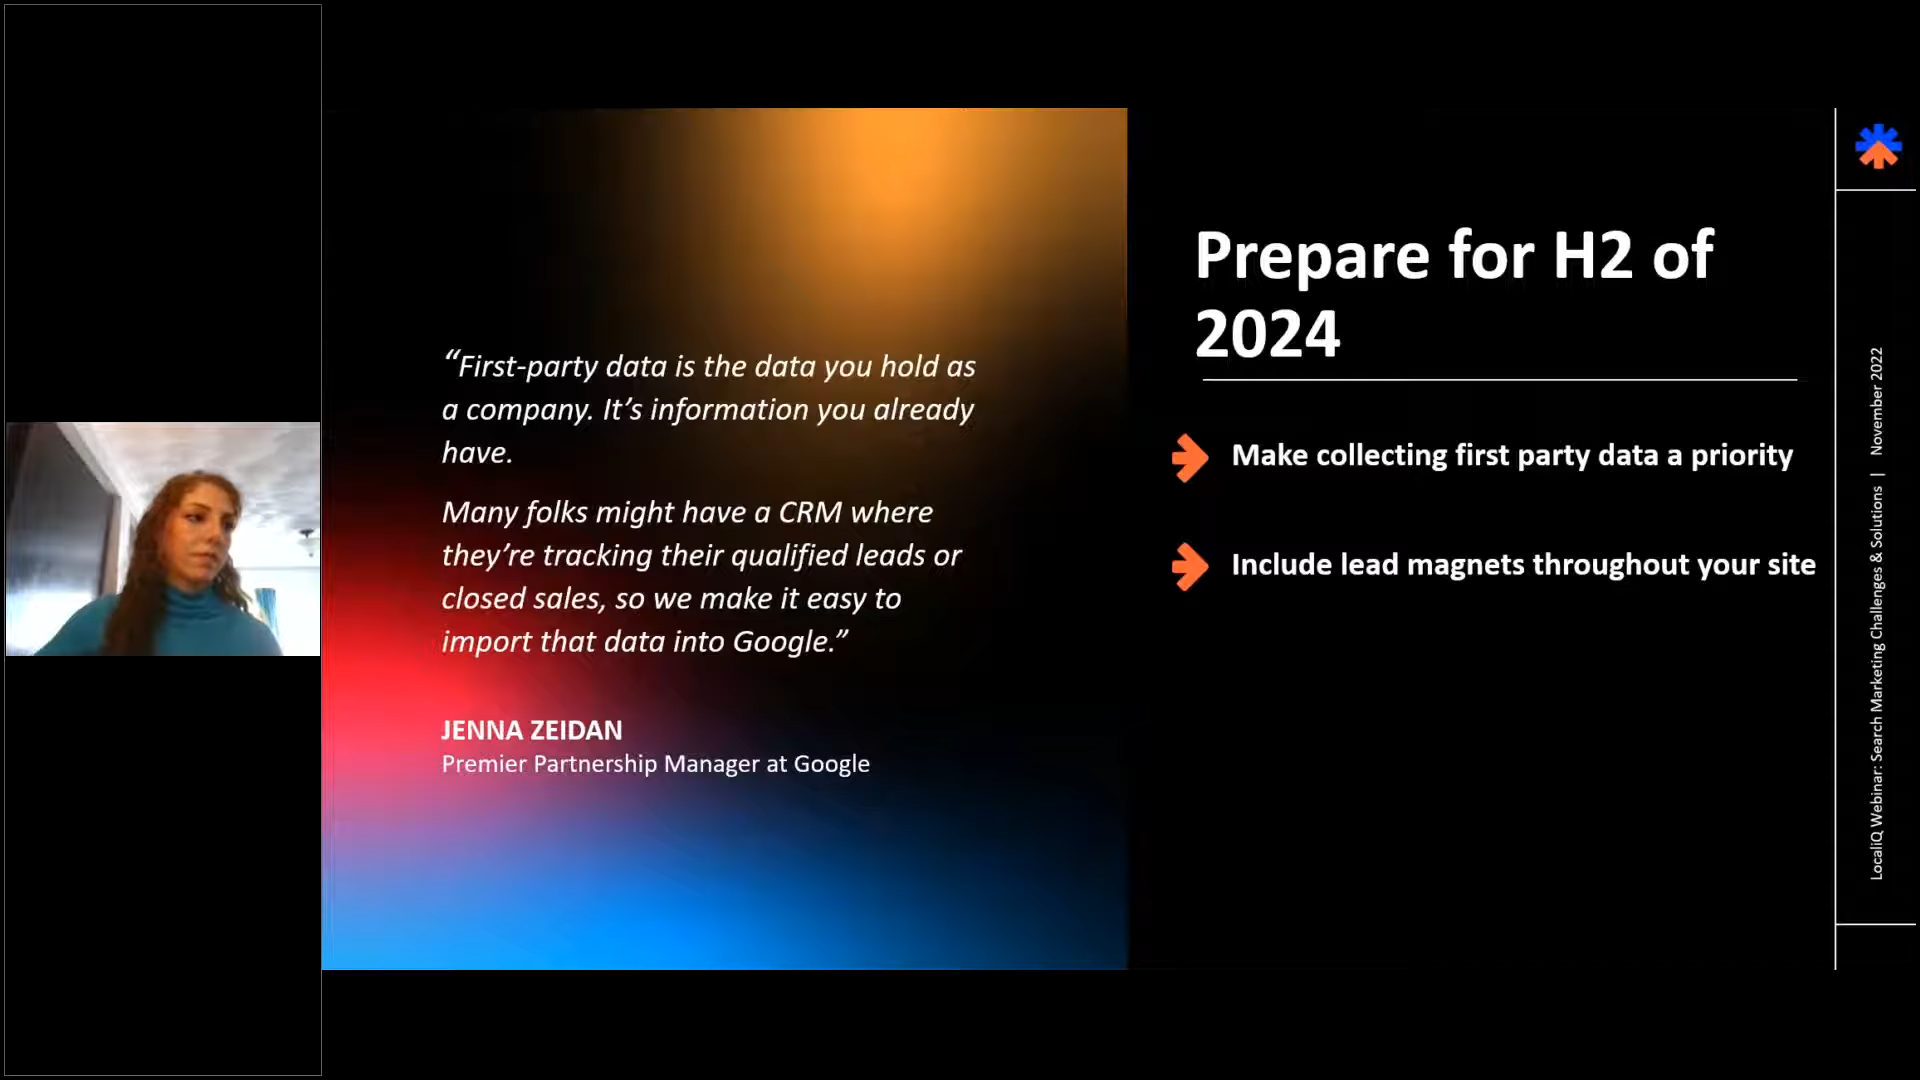 “First-party data is the data you hold as
a company. It’s information you already
have.
Many folks might have a CRM where
they’re tracking their qualified leads or
closed sales, so we make it easy to
import that data into Google.”
JENNA ZEIDAN
Premier Partnership Manager at Google
Prepare for H2 of
2024
Make collecting first party data a priority
Include lead magnets throughout your site
LocaliQ Webinar: Search Marketing Challenges & Solutions | November 2022